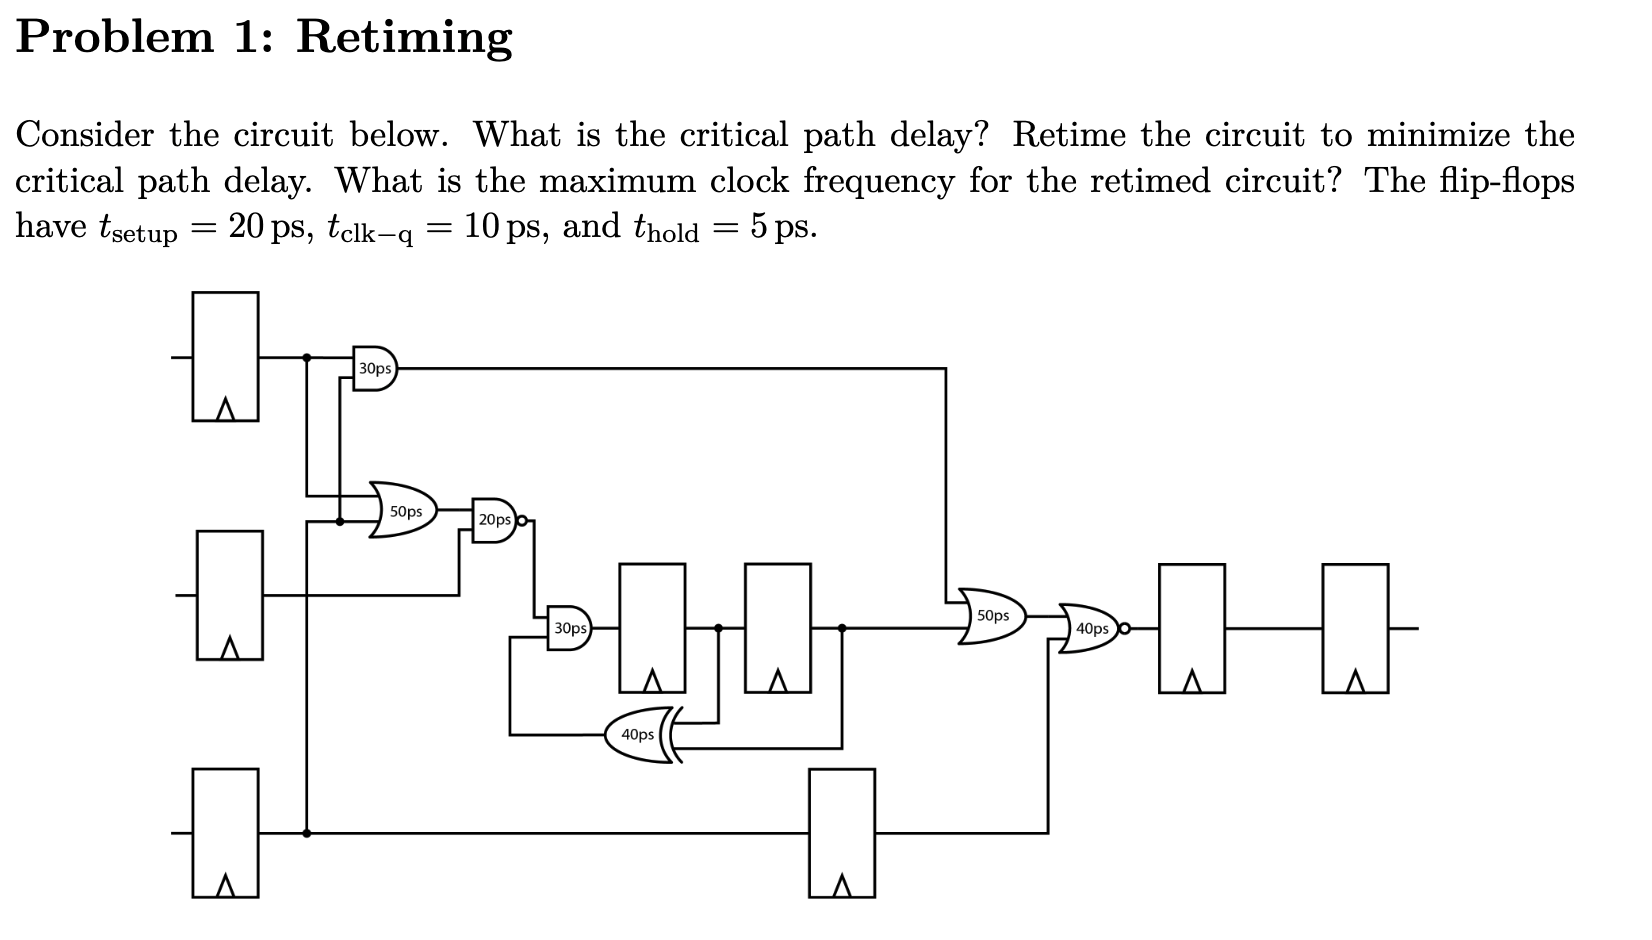 Problem 1: Retiming
Consider the circuit below. What is the critical path delay? Retime the circuit to minimize the
critical path delay. What is the maximum clock frequency for the retimed circuit? The flip-flops
have tsetup = 20 ps, tclk−q = 10 ps, and thold = 5 ps.
30ps
50ps
20ps
30ps
50ps
40ps
40ps